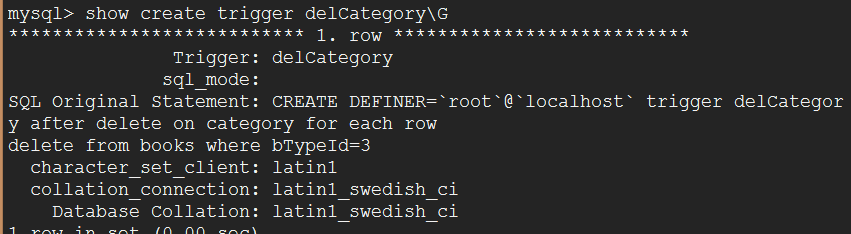 mysql> show create trigger delCategory\G
*************************** 1. row ***************************
Trigger: delCategory
sql_mode:
SQL Original Statement: CREATE DEFINER=`root`@`localhost` trigger delCategor
y after delete on category for each row
delete from books where bTypeId=3
character_set_client: latin1
collation_connection: latin1_swedish_ci
Database Collation: latin1_swedish_ci
1 row in set (0.00 sec)